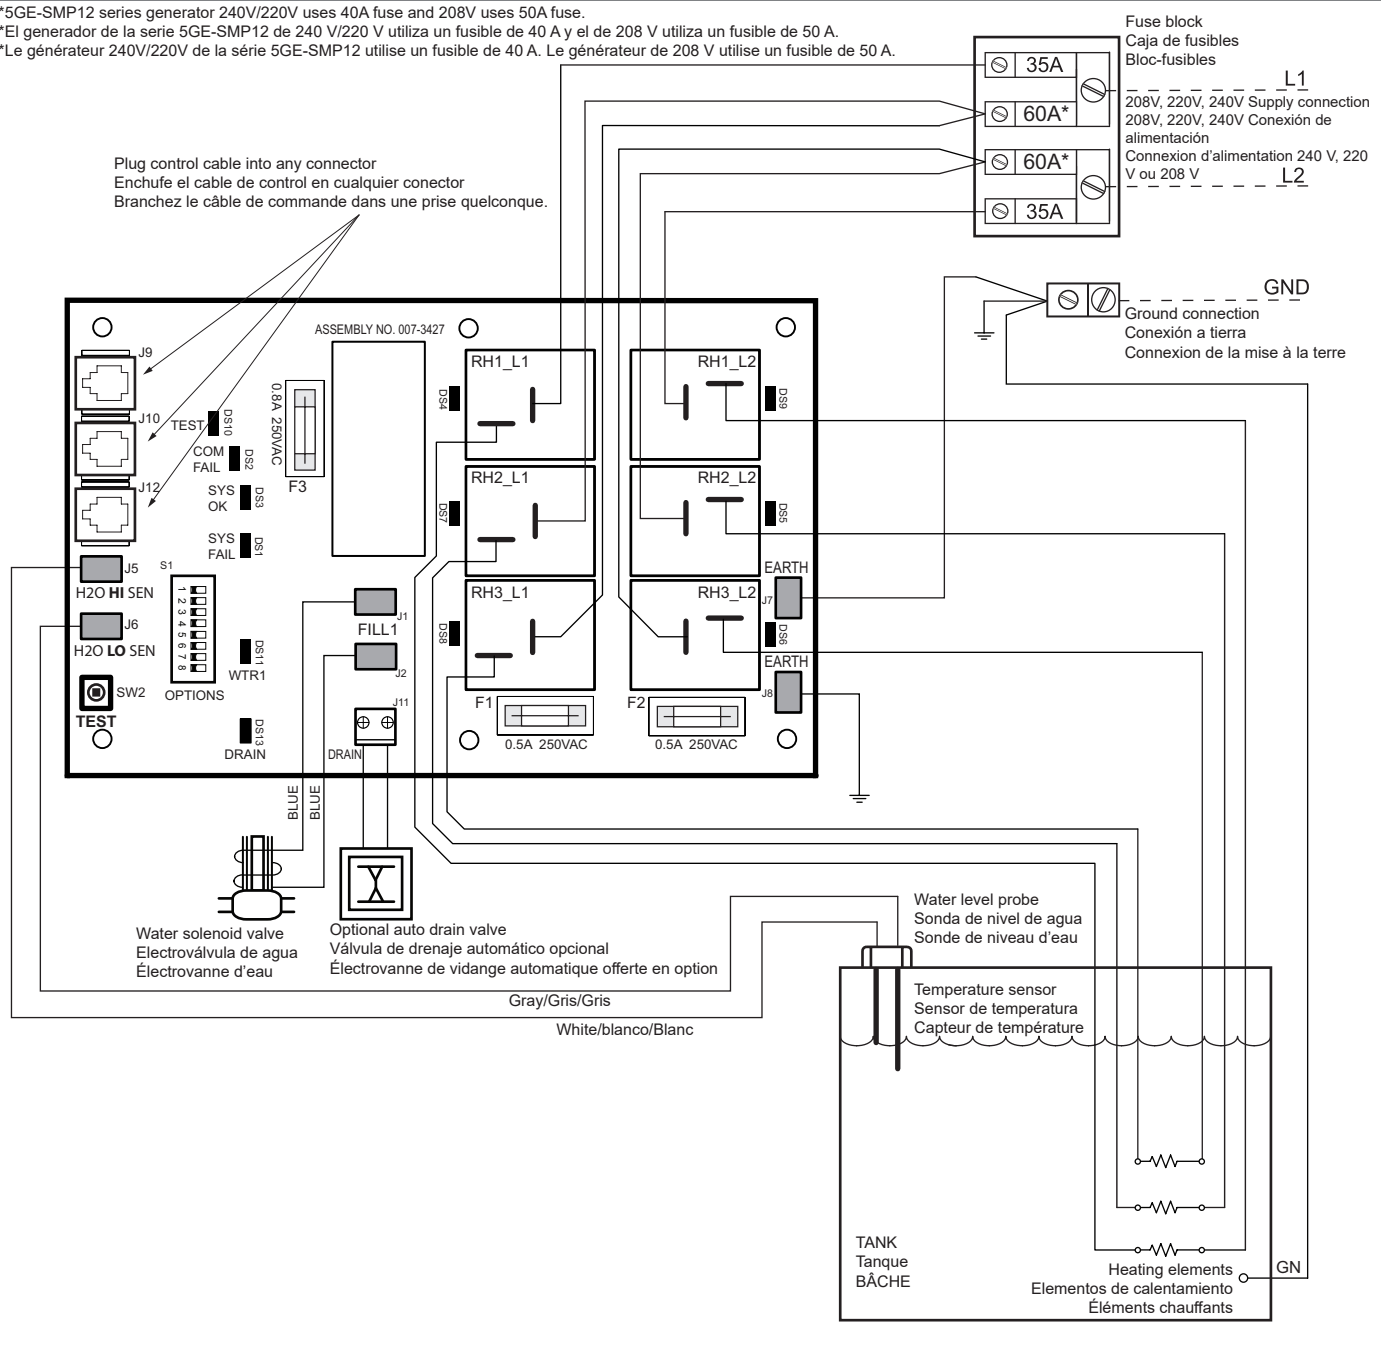 *5GE-SMP12 series generator 240V/220V uses 40A fuse and 208V uses 50A fuse.
*El generador de la serie 5GE-SMP12 de 240 V/220 V utiliza un fusible de 40 A y el de 208 V utiliza un fusible de 50 A.
*Le générateur 240V/220V de la série 5GE-SMP12 utilise un fusible de 40 A. Le générateur de 208 V utilise un fusible de 50 A.
Fuse block
Caja de fusibles
Bloc-fusibles
35A
60A*
60A*
35A
L1
208V, 220V, 240V Supply connection
208V, 220V, 240V Conexión de
alimentación
Connexion d'alimentation 240 V, 220
V ou 208 V
L2
Plug control cable into any connector
Enchufe el cable de control en cualquier conector
Branchez le câble de commande dans une prise quelconque.
GND
Ground connection
Conexión a tierra
Connexion de la mise à la terre
ASSEMBLY NO. 007-3427
J9
J10
J12
TEST
DS10
COM
FAIL
DS2
SYS
OK
DS3
SYS
FAIL
DS1
0.8A 250VAC
F3
RH1_L1
DS4
RH1_L2
DS9
RH2_L1
DS7
RH2_L2
DS5
RH3_L1
DS8
RH3_L2
DS6
EARTH
J7
EARTH
J8
J5
H2O HI SEN
J6
H2O LO SEN
SW2
TEST
S1
1
2
3
4
5
6
7
8
OPTIONS
DS11
WTR1
DS13
DRAIN
J1
FILL1
J2
J11
DRAIN
F1
0.5A 250VAC
F2
0.5A 250VAC
BLUE
BLUE
Water solenoid valve
Electroválvula de agua
Électrovanne d'eau
Optional auto drain valve
Válvula de drenaje automático opcional
Électrovanne de vidange automatique offerte en option
Gray/Gris/Gris
White/blanco/Blanc
Water level probe
Sonda de nivel de agua
Sonde de niveau d'eau
Temperature sensor
Sensor de temperatura
Capteur de température
TANK
Tanque
BÂCHE
Heating elements
Elementos de calentamiento
Éléments chauffants
GN